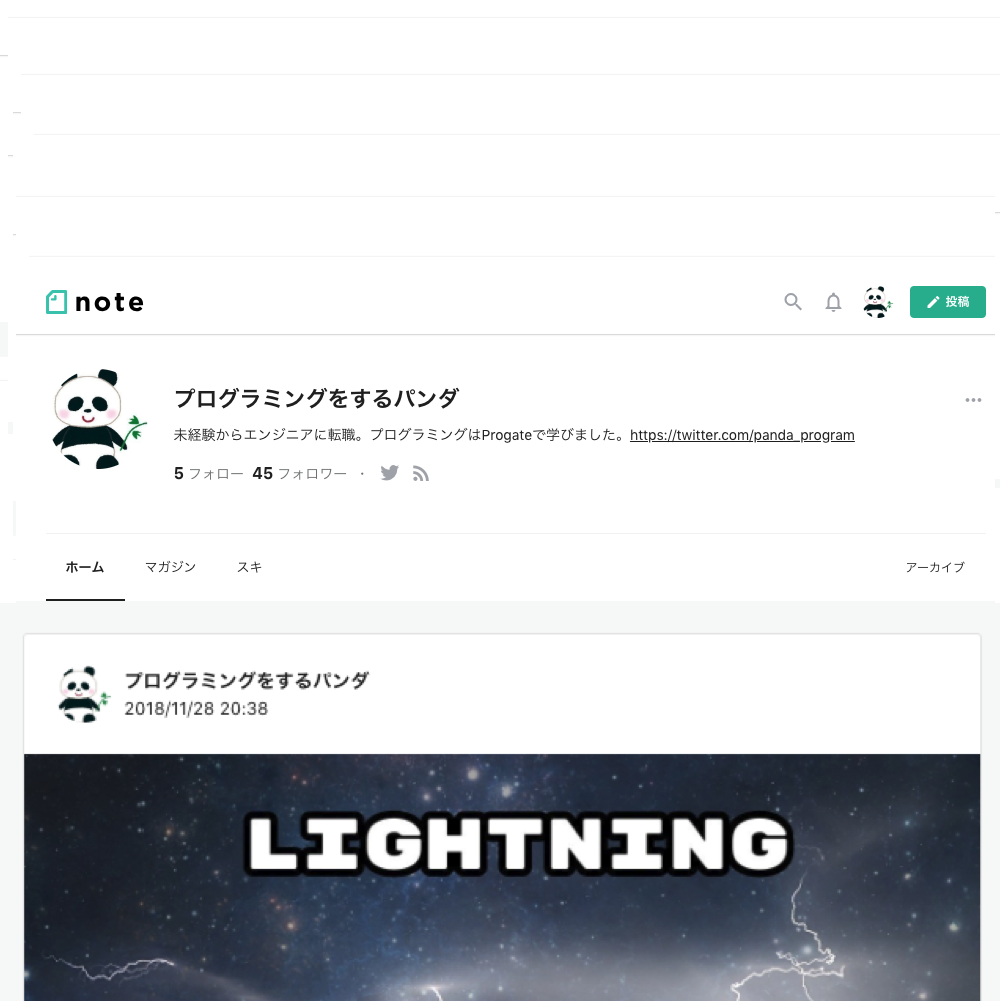 note
投稿
プログラミングをするパンダ
未経験からエンジニアに転職。プログラミングはProgateで学びました。https://twitter.com/panda_program
5 フォロー 45 フォロワー ・
ホーム マガジン スキ アーカイブ
プログラミングをするパンダ
2018/11/28 20:38
LIGHTNING